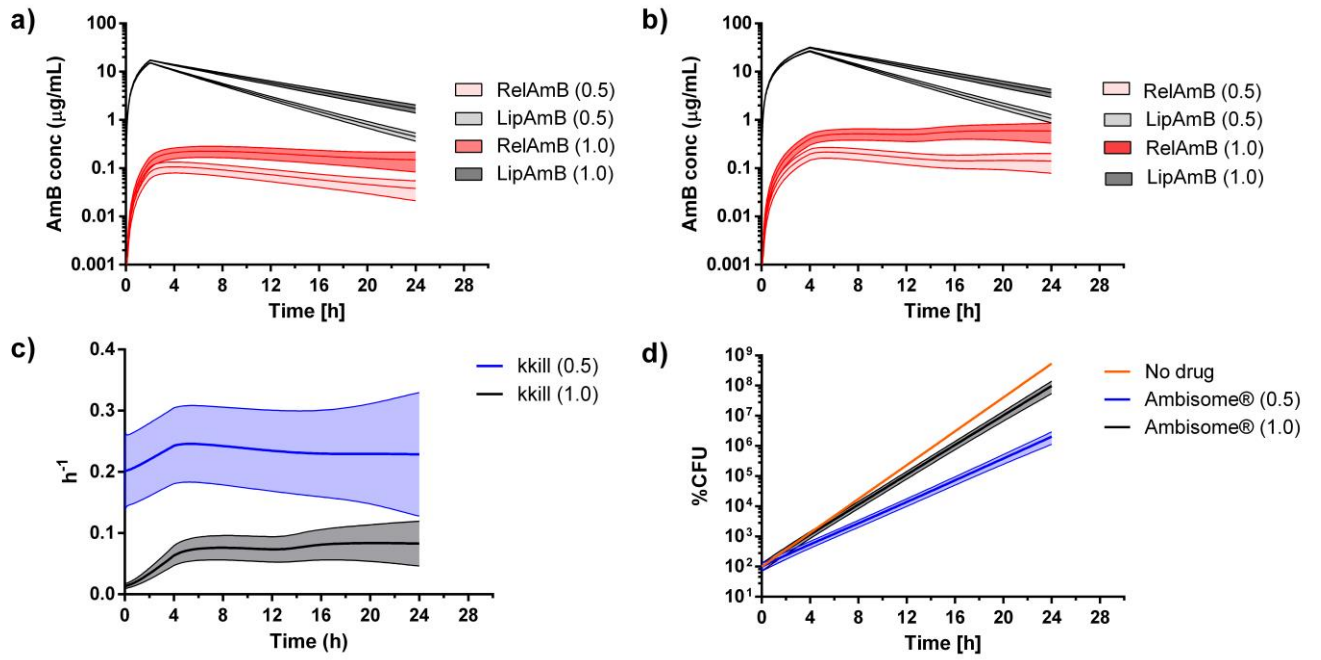 a)
AmB conc (μg/mL)
100
10
1
0.1
0.01
0.001
0 4 8 12 16 20 24 28
Time [h]
RelAmB (0.5)
LipAmB (0.5)
RelAmB (1.0)
LipAmB (1.0)
b)
AmB conc (μg/mL)
100
10
1
0.1
0.01
0.001
0 4 8 12 16 20 24 28
Time [h]
RelAmB (0.5)
LipAmB (0.5)
RelAmB (1.0)
LipAmB (1.0)
c)
h⁻¹
0.4
0.3
0.2
0.1
0.0
0 4 8 12 16 20 24 28
Time (h)
kkill (0.5)
kkill (1.0)
d)
%CFU
10⁹
10⁸
10⁷
10⁶
10⁵
10⁴
10³
10²
10¹
0 4 8 12 16 20 24 28
Time [h]
No drug
Ambisome® (0.5)
Ambisome® (1.0)